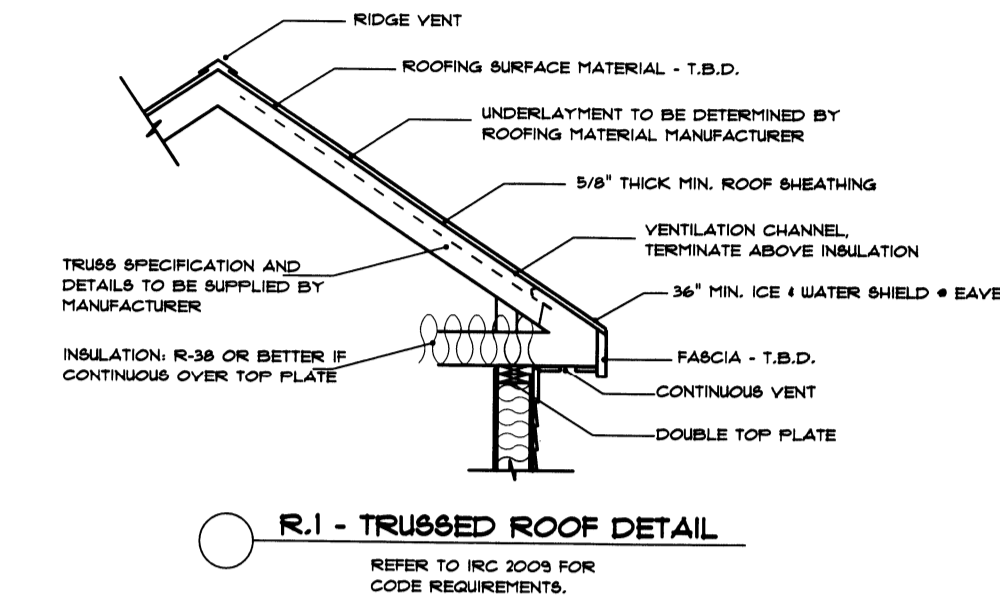 RIDGE VENT
ROOFING SURFACE MATERIAL - T.B.D.
UNDERLAYMENT TO BE DETERMINED BY
ROOFING MATERIAL MANUFACTURER
5/8" THICK MIN. ROOF SHEATHING
VENTILATION CHANNEL,
TERMINATE ABOVE INSULATION
TRUSS SPECIFICATION AND
DETAILS TO BE SUPPLIED BY
MANUFACTURER
36" MIN. ICE & WATER SHIELD @ EAVE
INSULATION: R-38 OR BETTER IF
CONTINUOUS OVER TOP PLATE
FASCIA - T.B.D.
CONTINUOUS VENT
DOUBLE TOP PLATE
R.1 - TRUSSED ROOF DETAIL
REFER TO IRC 2009 FOR
CODE REQUIREMENTS.